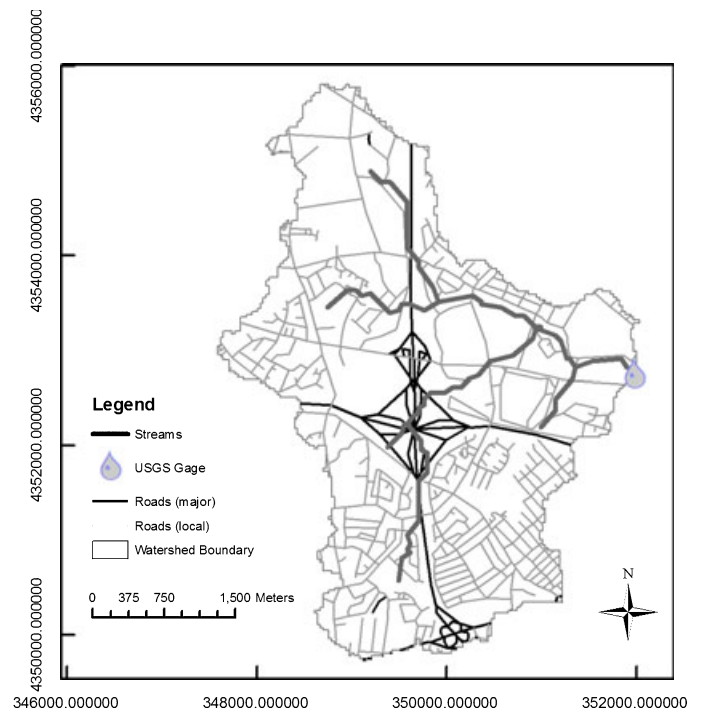 4356000.000000
4354000.000000
4352000.000000
4350000.000000
Legend
Streams
USGS Gage
Roads (major)
Roads (local)
Watershed Boundary
0 375 750 1,500 Meters
N
346000.000000 348000.000000 350000.000000 352000.000000